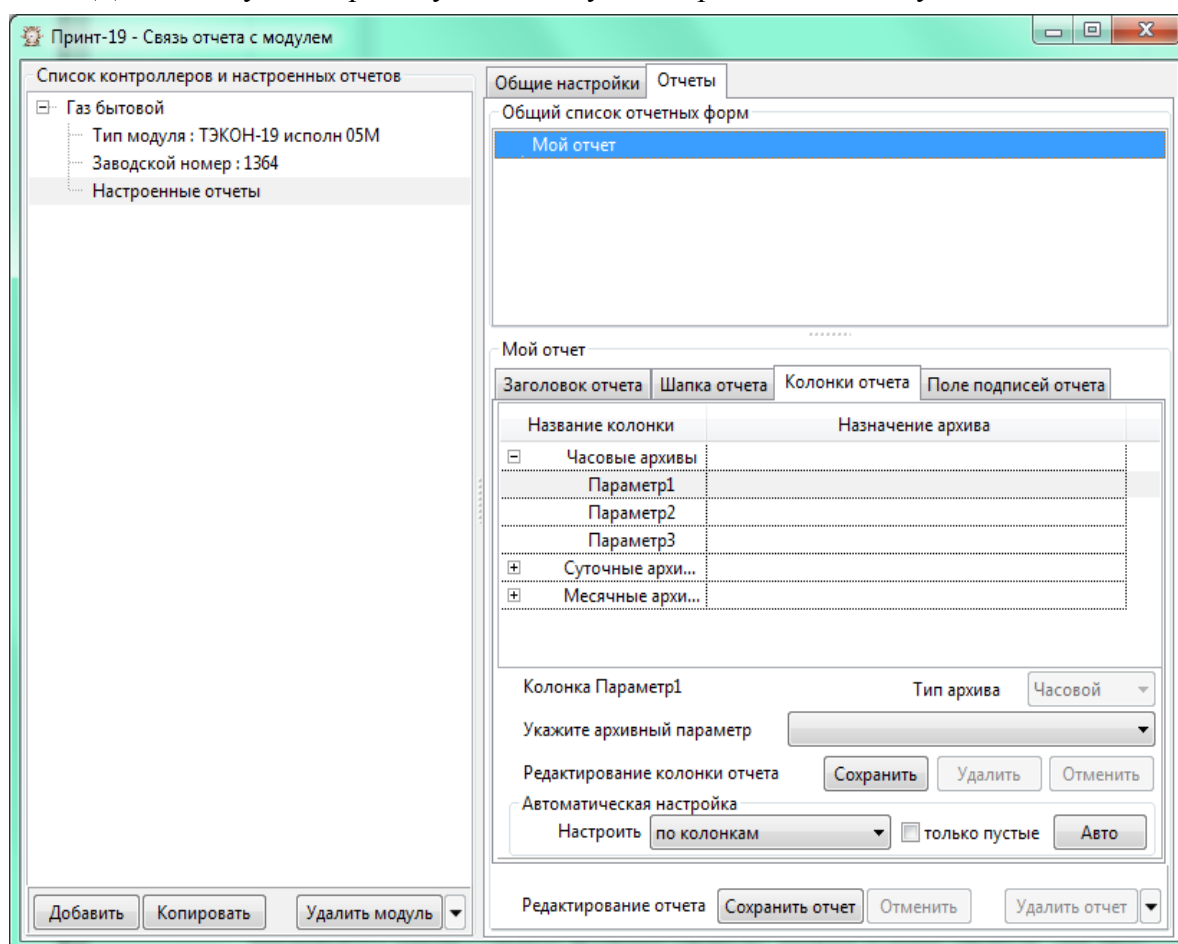 Принт-19 - Связь отчета с модулем
Список контроллеров и настроенных отчетов
Газ бытовой
Тип модуля : ТЭКОН-19 исполн 05М
Заводской номер : 1364
Настроенные отчеты
Добавить Копировать Удалить модуль
Общие настройки Отчеты
Общий список отчетных форм
Мой отчет
Мой отчет
Заголовок отчета Шапка отчета Колонки отчета Поле подписей отчета
Название колонки Назначение архива
Часовые архивы
Параметр1
Параметр2
Параметр3
Суточные архи...
Месячные архи...
Колонка Параметр1 Тип архива Часовой
Укажите архивный параметр
Редактирование колонки отчета Сохранить Удалить Отменить
Автоматическая настройка
Настроить по колонкам только пустые Авто
Редактирование отчета Сохранить отчет Отменить Удалить отчет